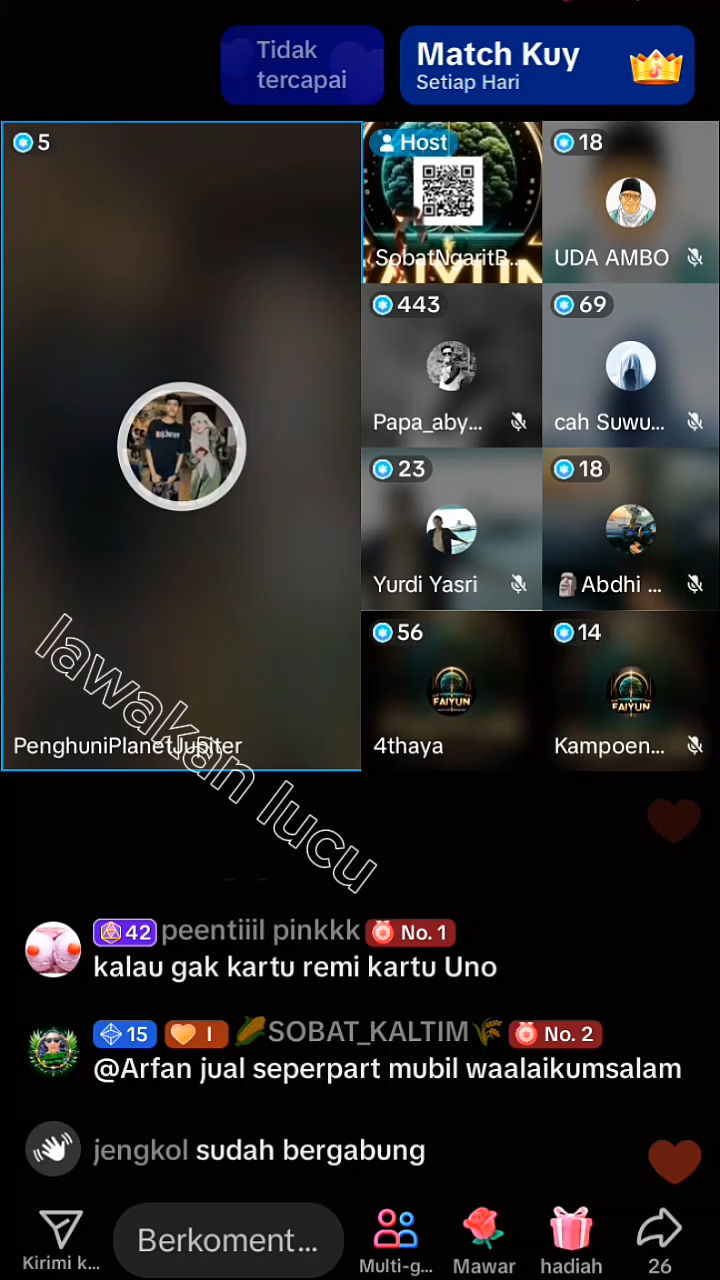 Tidak
tercapai
Match Kuy
Setiap Hari
5
Host
SobatNgaritB...
FAIYUN
18
UDA AMBO
443
Papa_aby...
69
cah Suwu...
23
Yurdi Yasri
18
Abdhi ...
PenghuniPlanetJupiter
56
FAIYUN
4thaya
14
FAIYUN
Kampoen...
lawakan lucu
42 peentiiil pinkkk No. 1
kalau gak kartu remi kartu Uno
15 I SOBAT_KALTIM No. 2
@Arfan jual seperpart mubil waalaikumsalam
jengkol sudah bergabung
Berkoment...
Kirimi k...
Multi-g...
Mawar
hadiah
26